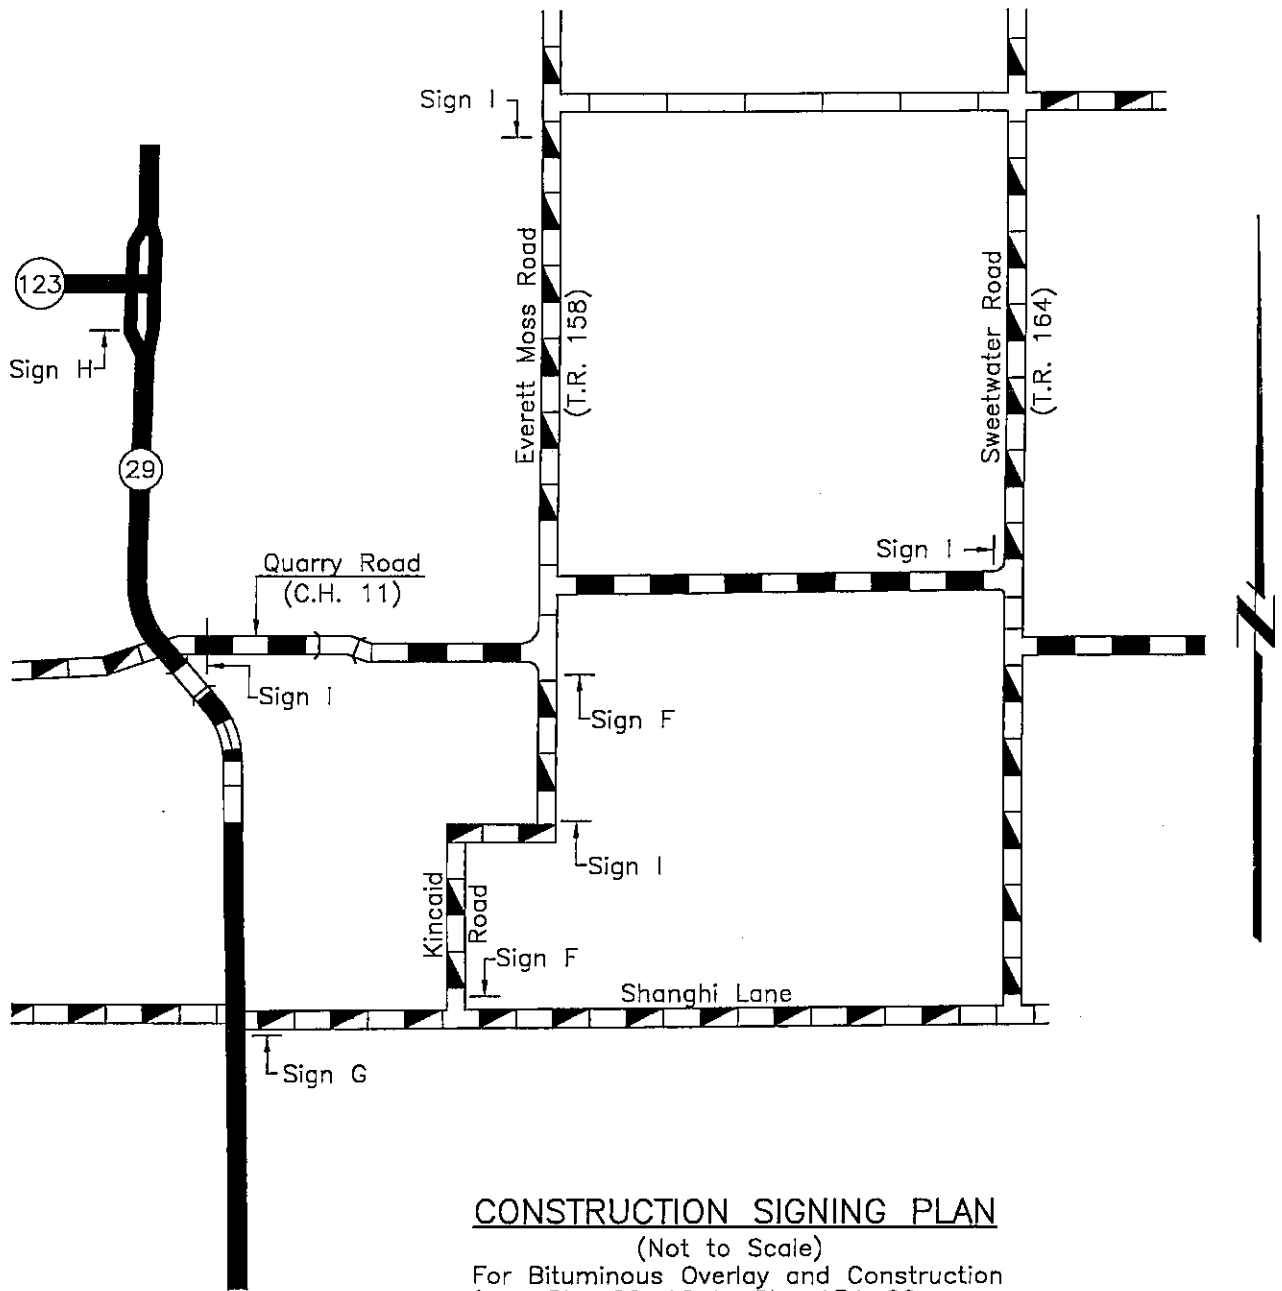 Sign I
123
Sign H
29
Everett Moss Road
(T.R. 158)
Sweetwater Road
(T.R. 164)
Quarry Road
(C.H. 11)
Sign I
Sign I
Sign F
Sign I
Kincaid
Road
Sign F
Shanghi Lane
Sign G
CONSTRUCTION SIGNING PLAN
(Not to Scale)
For Bituminous Overlay and Construction